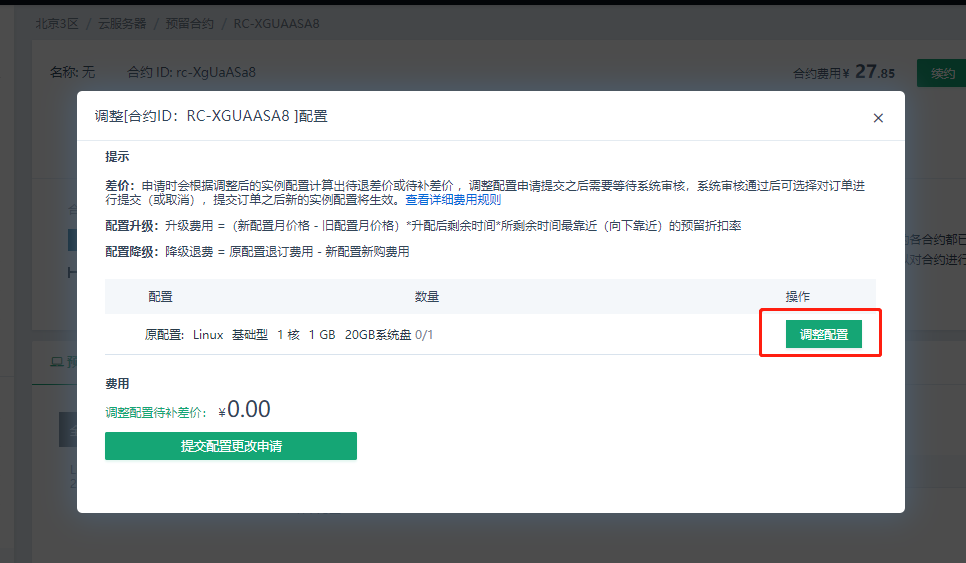 北京3区 / 云服务器 / 预留合约 / RC-XGUAASA8
名称: 无 合约 ID: rc-XgUaASa8 合约费用¥ 27.85 续约
调整[合约ID：RC-XGUAASA8 ]配置 ×
提示
差价：申请时会根据调整后的实例配置计算出待退差价或待补差价，调整配置申请提交之后需要等待系统审核，系统审核通过后可选择对订单进
行提交（或取消），提交订单之后新的实例配置将生效。查看详细费用规则
配置升级：升级费用 =（新配置月价格 - 旧配置月价格）*升配后剩余时间*所剩余时间最靠近（向下靠近）的预留折扣率
各合约都已
配置降级：降级退费 = 原配置退订费用 - 新配置新购费用
对合约进行
配置 数量 操作
原配置: Linux 基础型 1 核 1 GB 20GB系统盘 0/1 调整配置
费用
调整配置待补差价： ¥0.00
提交配置更改申请